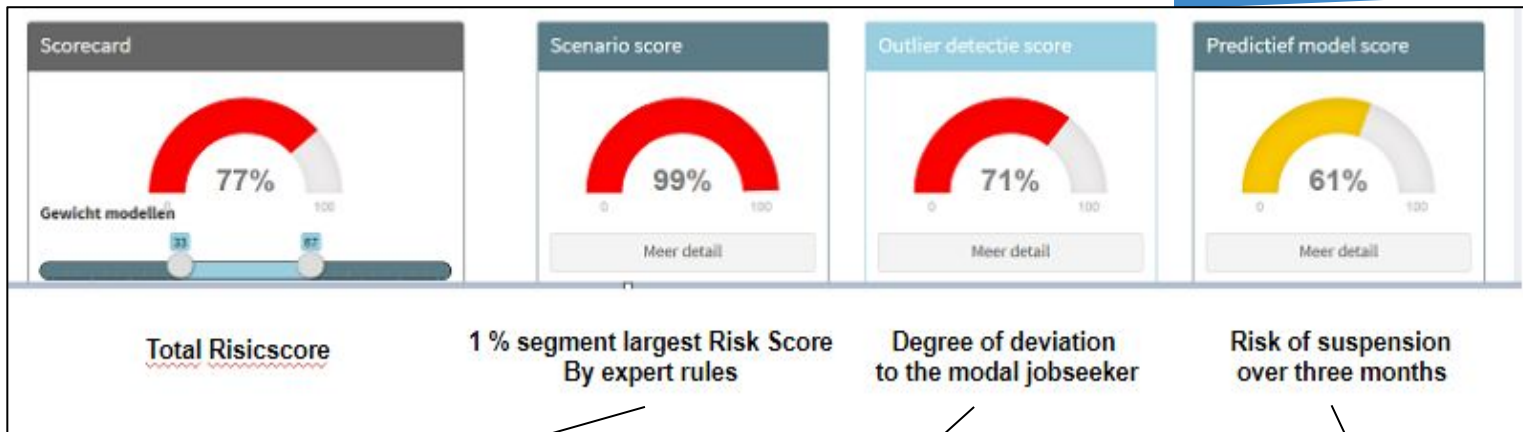 Scorecard
77%
0 100
Gewicht modellen
33 67
Total Risicscore
Scenario score
99%
0 100
Meer detail
1 % segment largest Risk Score
By expert rules
Outlier detectie score
71%
0 100
Meer detail
Degree of deviation
to the modal jobseeker
Predictief model score
61%
0 100
Meer detail
Risk of suspension
over three months